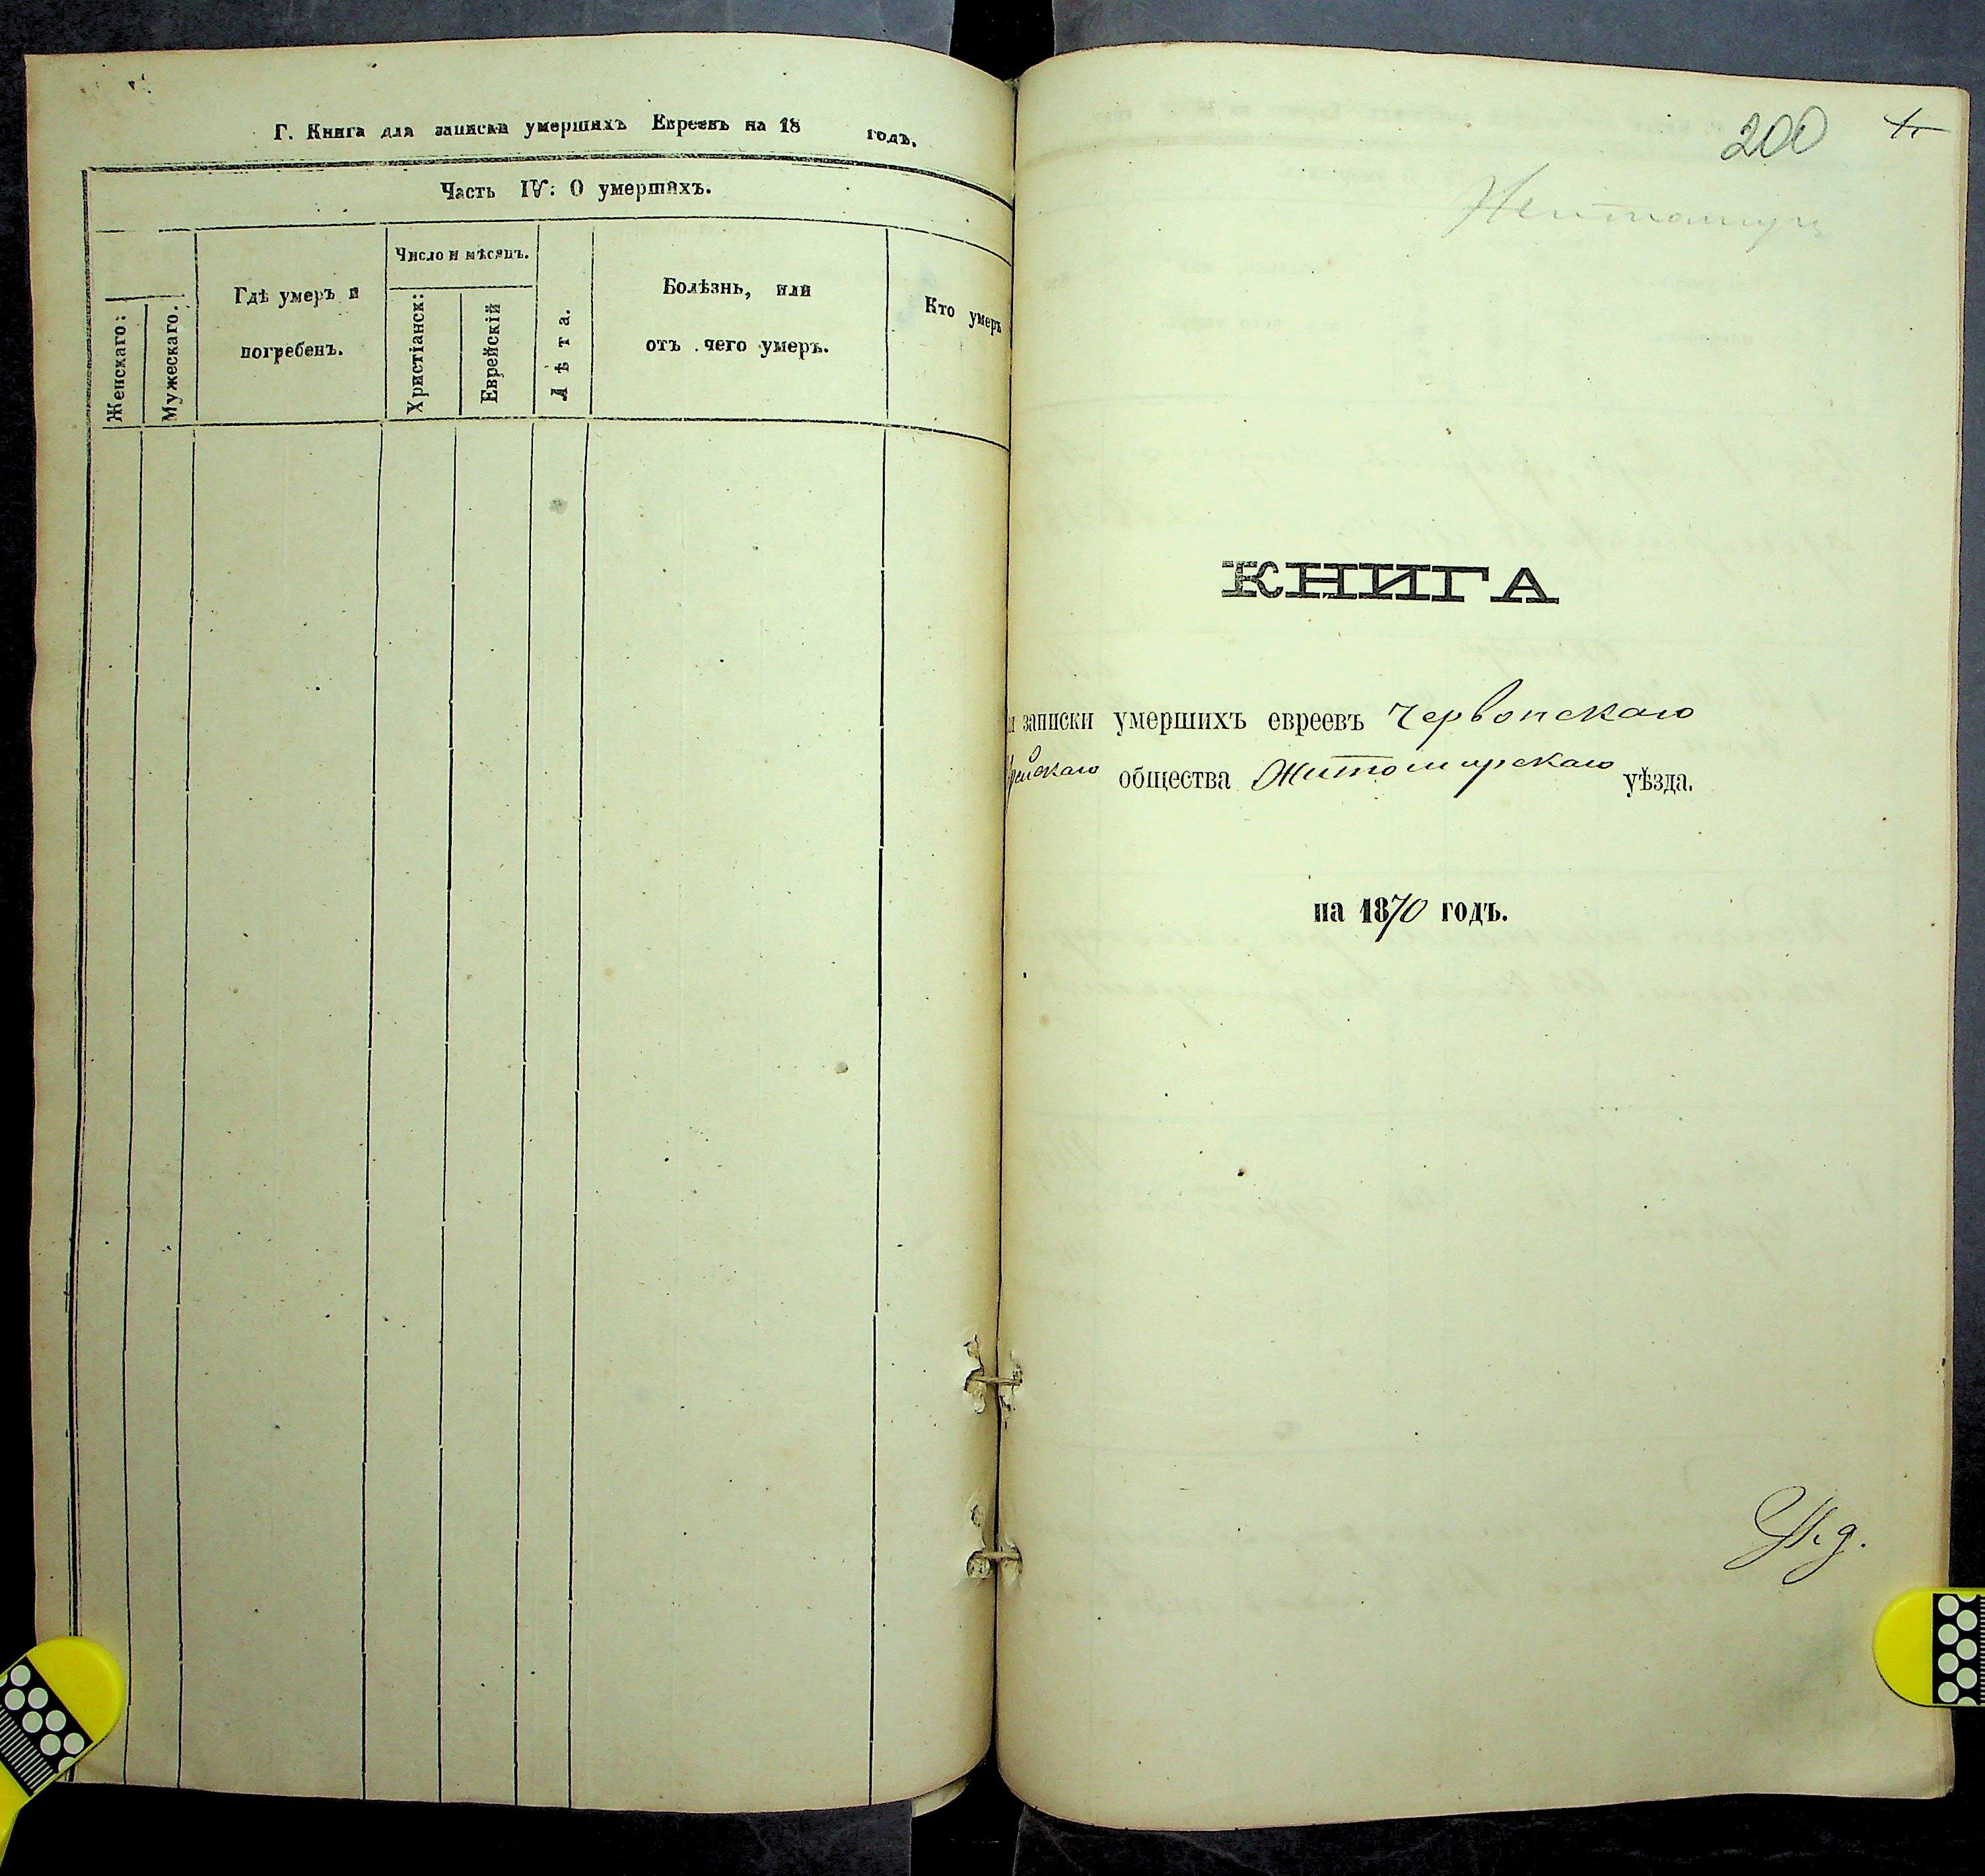 Г. Книга для записки умершихъ Евреевъ на 18 годъ.
Часть IV: О умершихъ.
Женскаго:
Мужескаго.
Гдѣ умеръ и
погребенъ.
Число и мѣсяцъ.
Христіанск:
Еврейскій
Лѣта.
Болѣзнь, или
отъ чего умеръ.
Кто умеръ
200
КНИГА
записки умершихъ евреевъ Червонскаго
общества Житомирскаго уѣзда.
на 1870 годъ.